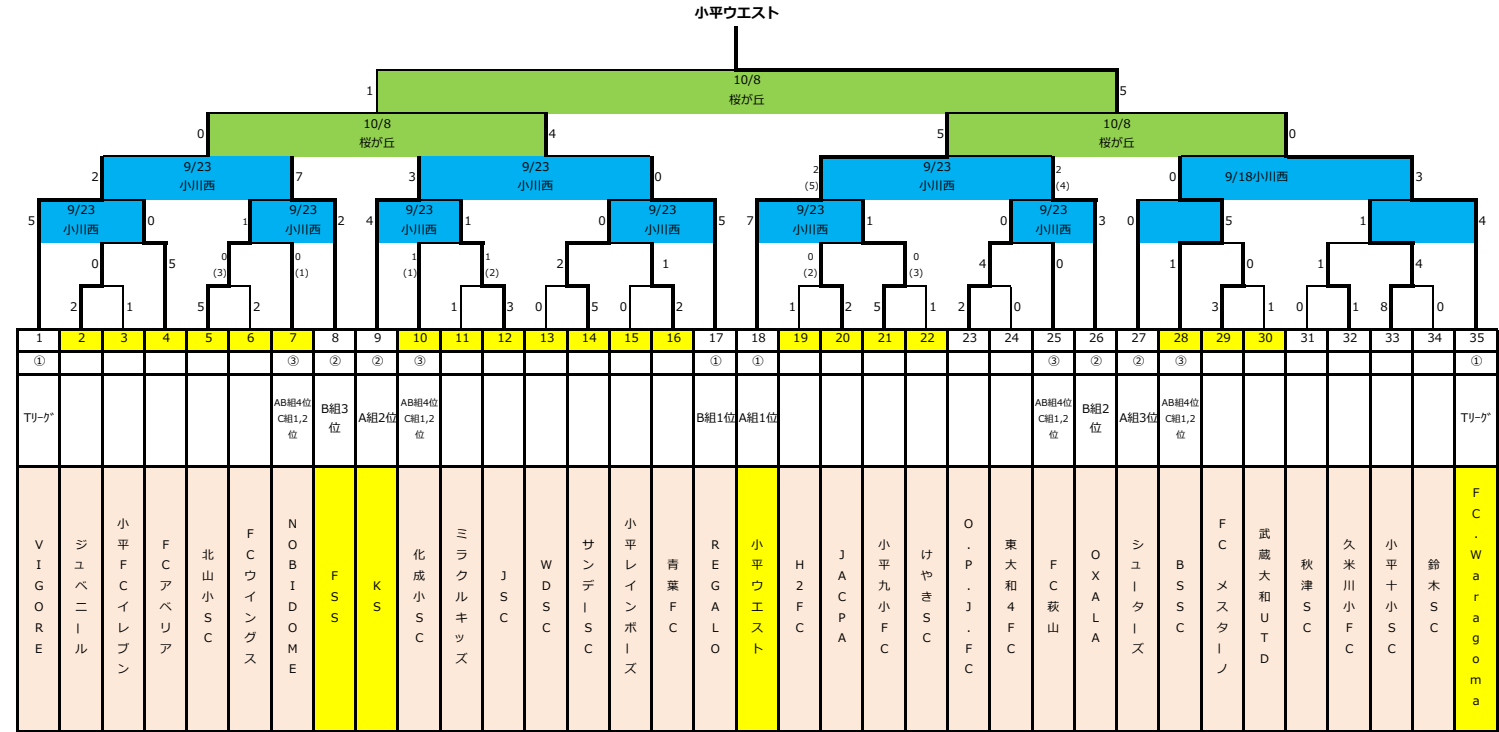 小平ウエスト
10/8
桜が丘
1
5
10/8
桜が丘
0
4
10/8
桜が丘
5
0
9/23
小川西
2
7
9/23
小川西
3
0
9/23
小川西
2
(5)
2
(4)
9/18小川西
0
3
9/23
小川西
5
0
9/23
小川西
1
2
9/23
小川西
4
1
9/23
小川西
0
5
9/23
小川西
7
1
9/23
小川西
0
3
0
5
1
4
0
5
0
(3)
0
(1)
1
(1)
1
(2)
2
1
0
(2)
0
(3)
4
0
1
0
1
4
2
1
5
2
1
3
0
5
0
2
1
2
5
1
2
0
3
1
0
1
8
0
1 2 3 4 5 6 7 8 9 10 11 12 13 14 15 16 17 18 19 20 21 22 23 24 25 26 27 28 29 30 31 32 33 34 35
① ③ ② ② ③ ① ① ③ ② ② ③ ①
Tリーグ
AB組4位
C組1,2
位
B組3
位
A組2位
AB組4位
C組1,2
位
B組1位
A組1位
AB組4位
C組1,2
位
B組2
位
A組3位
AB組4位
C組1,2
位
Tリーグ
VIGORE
ジュベニール
小平FCイレブン
FCアベリア
北山小SC
FCウイングス
NOBIDOME
FSS
KS
化成小SC
ミラクルキッズ
JSC
WDSC
サンデーSC
小平レインボーズ
青葉FC
REGALO
小平ウエスト
H2FC
JACPA
小平九小FC
けやきSC
O.P.J.FC
東大和4FC
FC萩山
OXALA
シューターズ
BSSC
FC メスターノ
武蔵大和UTD
秋津SC
久米川小FC
小平十小SC
鈴木SC
FC.Waragoma